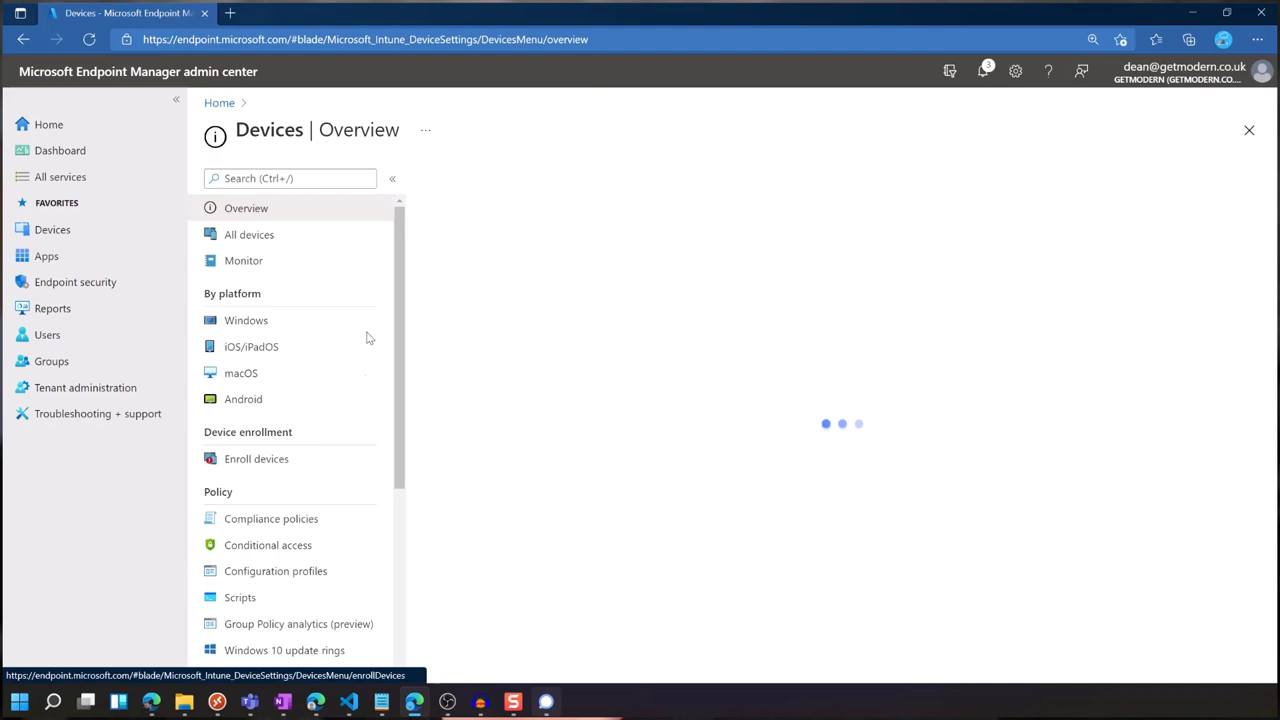 Devices - Microsoft Endpoint Ma
https://endpoint.microsoft.com/#blade/Microsoft_Intune_DeviceSettings/DevicesMenu/overview
Microsoft Endpoint Manager admin center
3
dean@getmodern.co.uk
GETMODERN (GETMODERN.CO....
Home
Dashboard
All services
FAVORITES
Devices
Apps
Endpoint security
Reports
Users
Groups
Tenant administration
Troubleshooting + support
Home
Devices | Overview
Search (Ctrl+/)
Overview
All devices
Monitor
By platform
Windows
iOS/iPadOS
macOS
Android
Device enrollment
Enroll devices
Policy
Compliance policies
Conditional access
Configuration profiles
Scripts
Group Policy analytics (preview)
Windows 10 update rings
https://endpoint.microsoft.com/#blade/Microsoft_Intune_DeviceSettings/DevicesMenu/enrollDevices